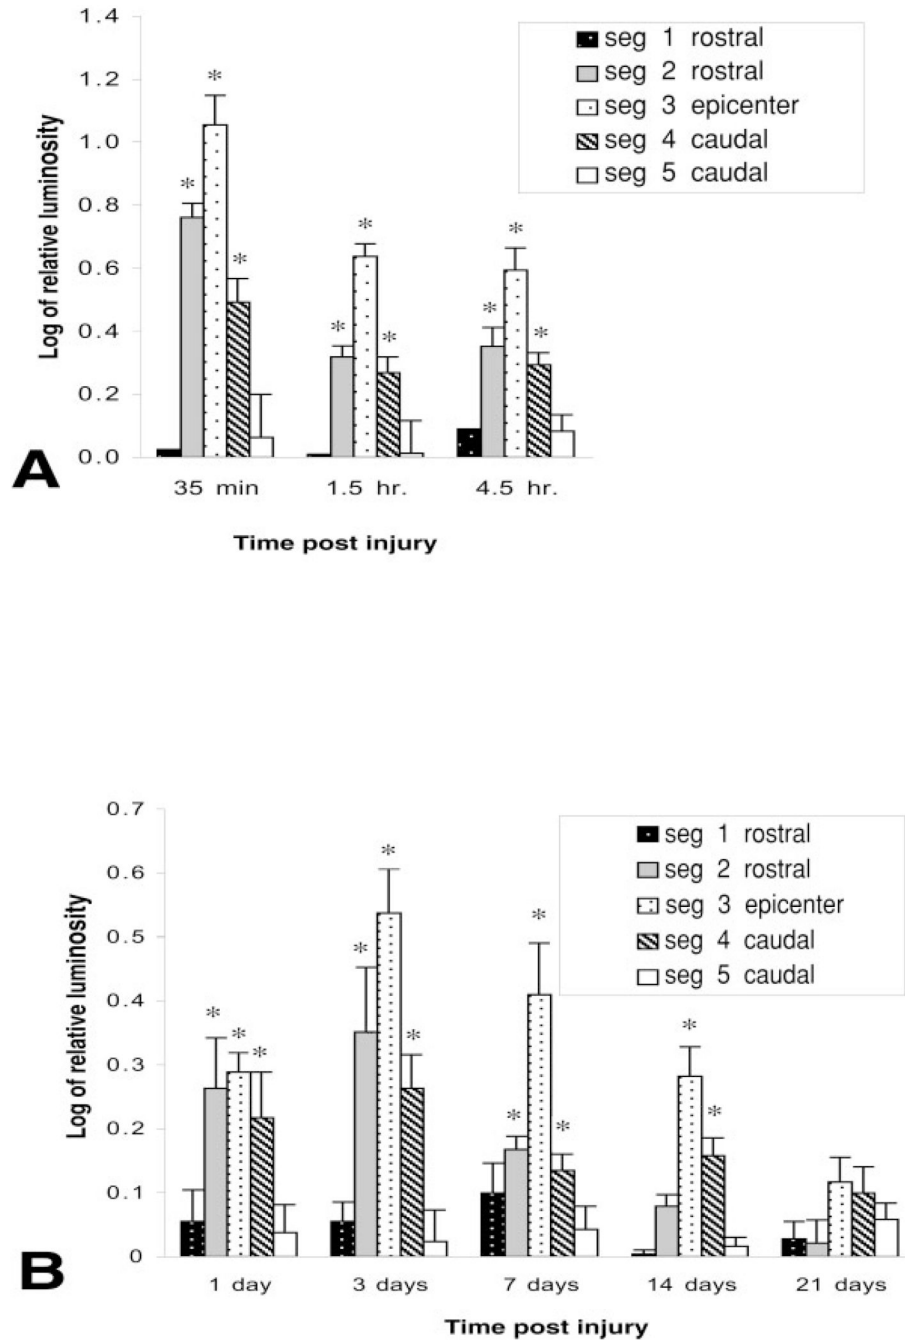 1.4
1.2
1.0
0.8
0.6
0.4
0.2
0.0
Log of relative luminosity
seg 1 rostral
seg 2 rostral
seg 3 epicenter
seg 4 caudal
seg 5 caudal
* * *
* * *
* * *
A
35 min 1.5 hr. 4.5 hr.
Time post injury
0.7
0.6
0.5
0.4
0.3
0.2
0.1
0
Log of relative luminosity
seg 1 rostral
seg 2 rostral
seg 3 epicenter
seg 4 caudal
seg 5 caudal
* * *
* * *
* * *
* *
B
1 day 3 days 7 days 14 days 21 days
Time post injury